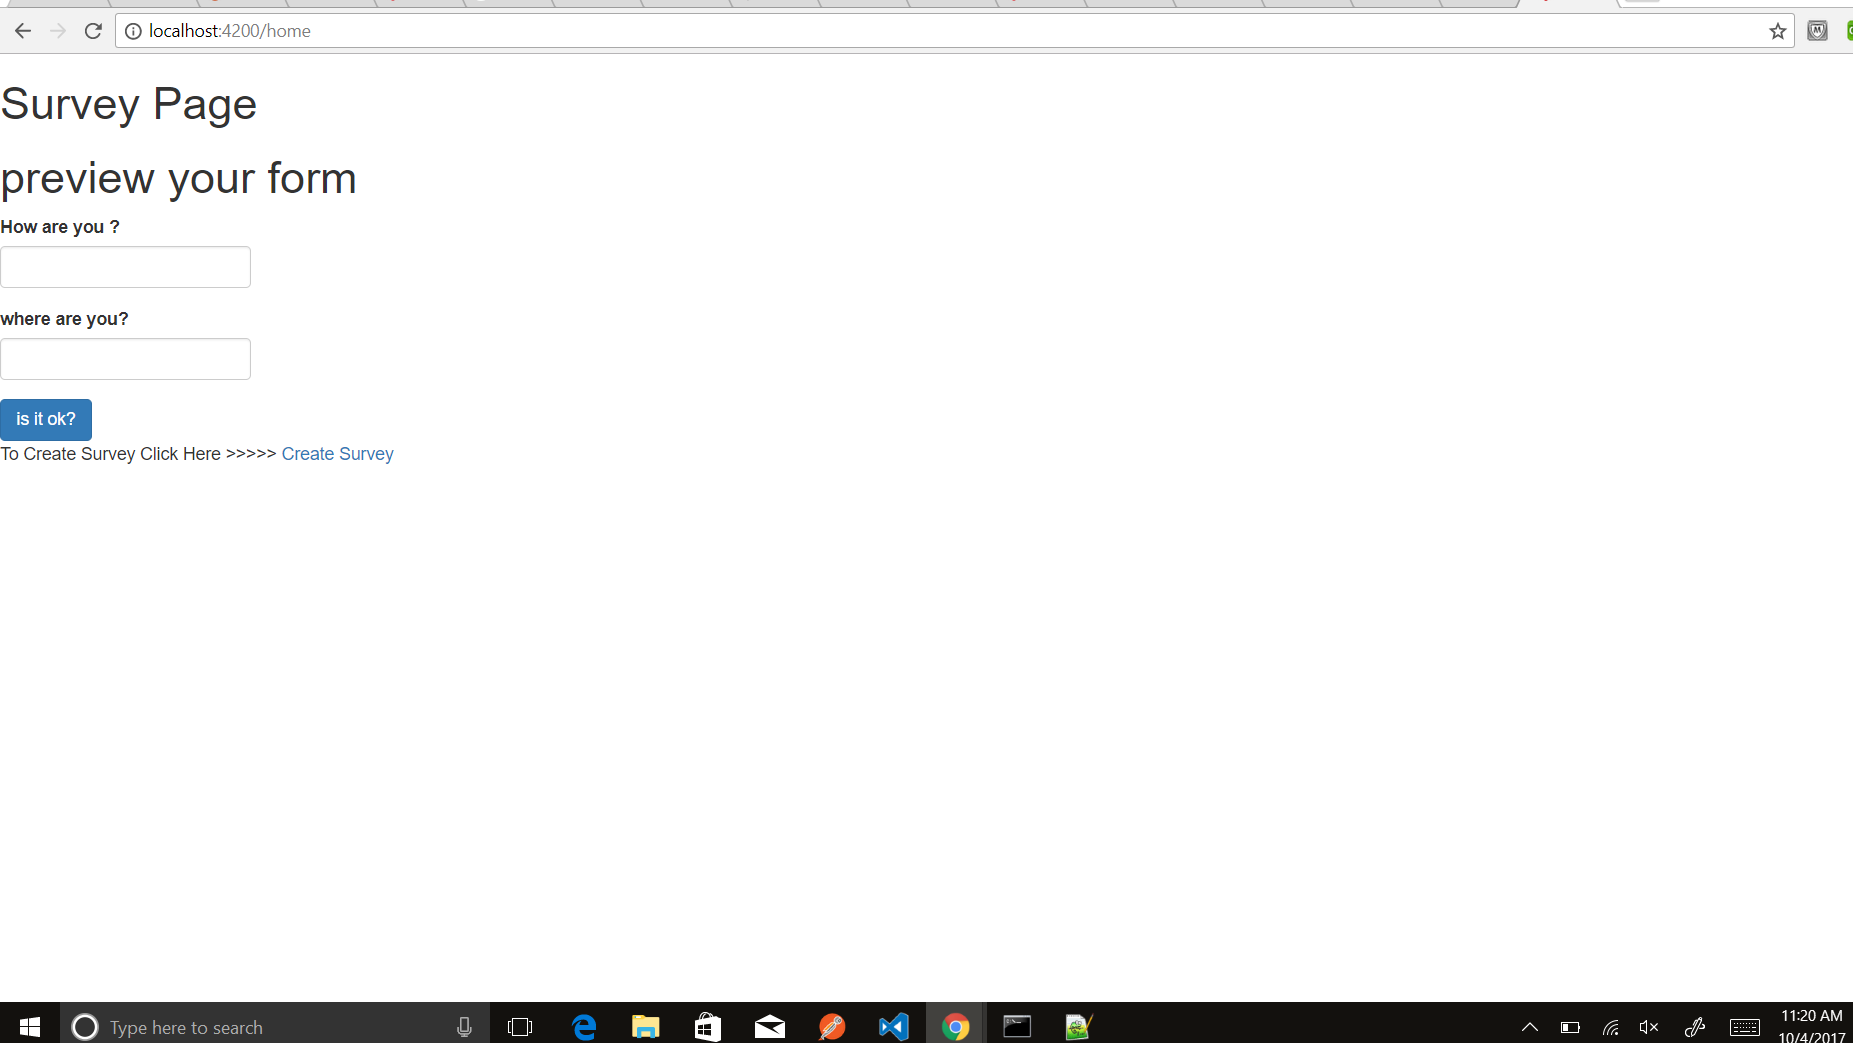 localhost:4200/home
Survey Page
preview your form
How are you ?
where are you?
is it ok?
To Create Survey Click Here >>>>> Create Survey
Type here to search
11:20 AM
10/4/2017